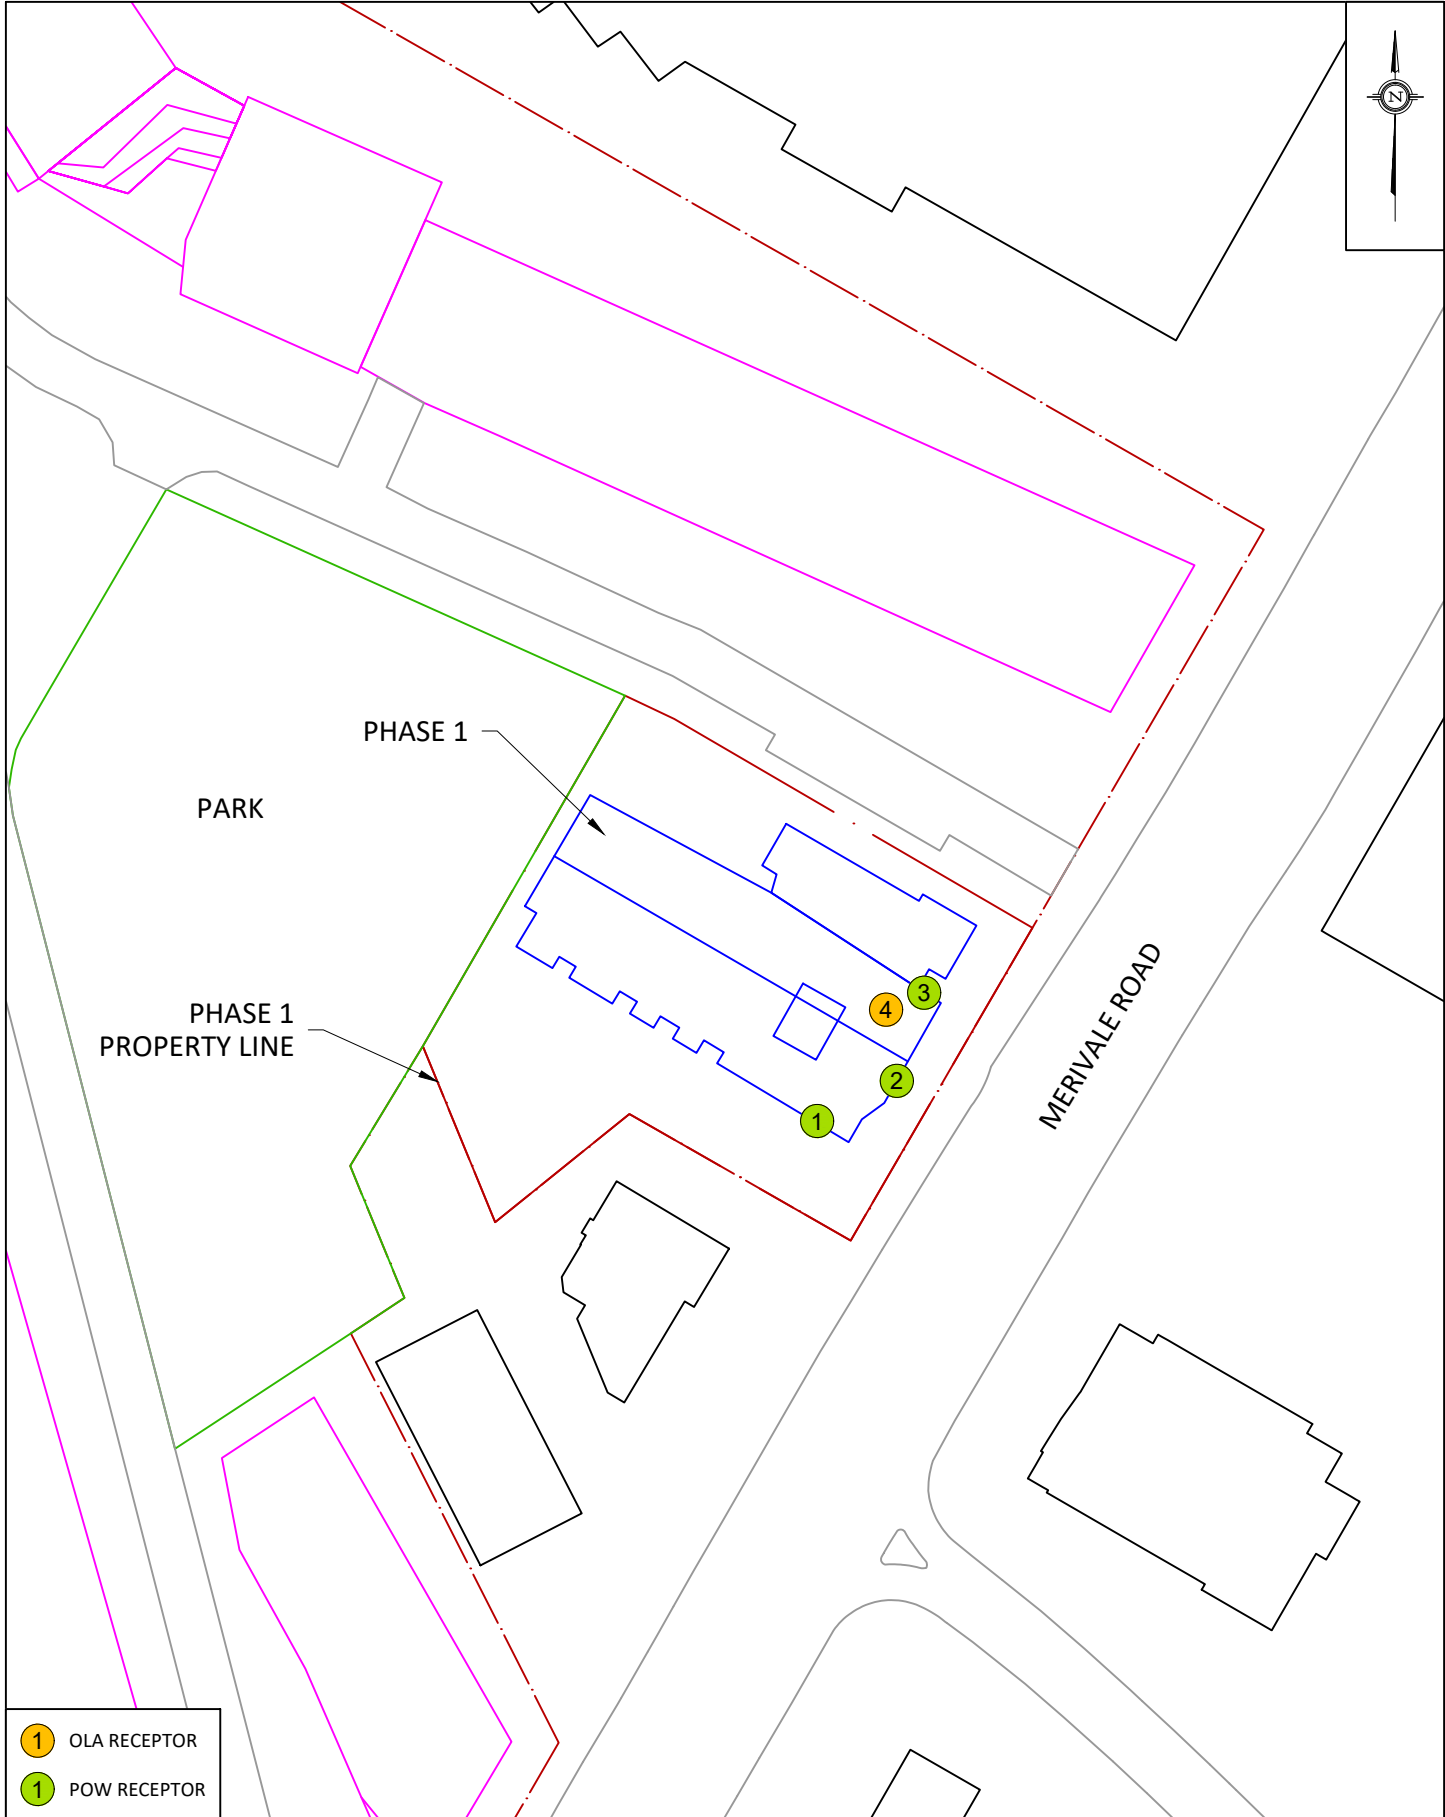 N
PHASE 1
PARK
PHASE 1
PROPERTY LINE
3
4
2
1
MERIVALE ROAD
1 OLA RECEPTOR
1 POW RECEPTOR